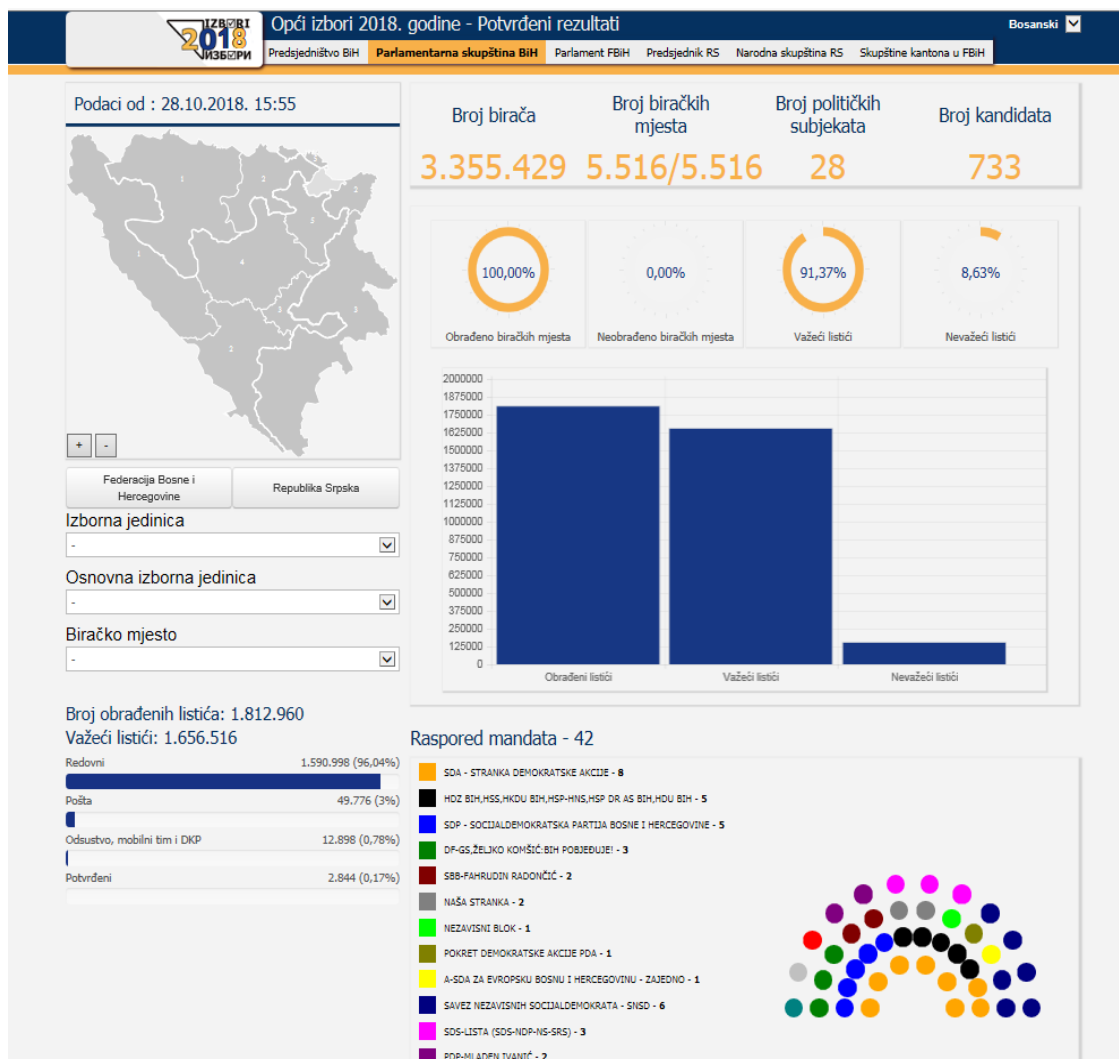 IZBORI
2018
ИЗБОРИ
Opći izbori 2018. godine - Potvrđeni rezultati
Bosanski
Predsjedništvo BiH
Parlamentarna skupština BiH
Parlament FBiH
Predsjednik RS
Narodna skupština RS
Skupštine kantona u FBiH
Podaci od : 28.10.2018. 15:55
1
2
2
5
1
4
3
3
2
+
-
Federacija Bosne i
Hercegovine
Republika Srpska
Izborna jedinica
-
Osnovna izborna jedinica
-
Biračko mjesto
-
Broj obrađenih listića: 1.812.960
Važeći listići: 1.656.516
Redovni 1.590.998 (96,04%)
Pošta 49.776 (3%)
Odsustvo, mobilni tim i DKP 12.898 (0,78%)
Potvrđeni 2.844 (0,17%)
Broj birača
3.355.429
Broj biračkih
mjesta
5.516/5.516
Broj političkih
subjekata
28
Broj kandidata
733
100,00%
Obrađeno biračkih mjesta
0,00%
Neobrađeno biračkih mjesta
91,37%
Važeći listići
8,63%
Nevažeći listići
2000000
1875000
1750000
1625000
1500000
1375000
1250000
1125000
1000000
875000
750000
625000
500000
375000
250000
125000
0
Obrađeni listići
Važeći listići
Nevažeći listići
Raspored mandata - 42
SDA - STRANKA DEMOKRATSKE AKCIJE - 8
HDZ BIH,HSS,HKDU BIH,HSP-HNS,HSP DR AS BIH,HDU BIH - 5
SDP - SOCIJALDEMOKRATSKA PARTIJA BOSNE I HERCEGOVINE - 5
DF-GS,ŽELJKO KOMŠIĆ:BIH POBJEĐUJE! - 3
SBB-FAHRUDIN RADONČIĆ - 2
NAŠA STRANKA - 2
NEZAVISNI BLOK - 1
POKRET DEMOKRATSKE AKCIJE PDA - 1
A-SDA ZA EVROPSKU BOSNU I HERCEGOVINU - ZAJEDNO - 1
SAVEZ NEZAVISNIH SOCIJALDEMOKRATA - SNSD - 6
SDS-LISTA (SDS-NDP-NS-SRS) - 3
PDP-MLADEN IVANIĆ - 2